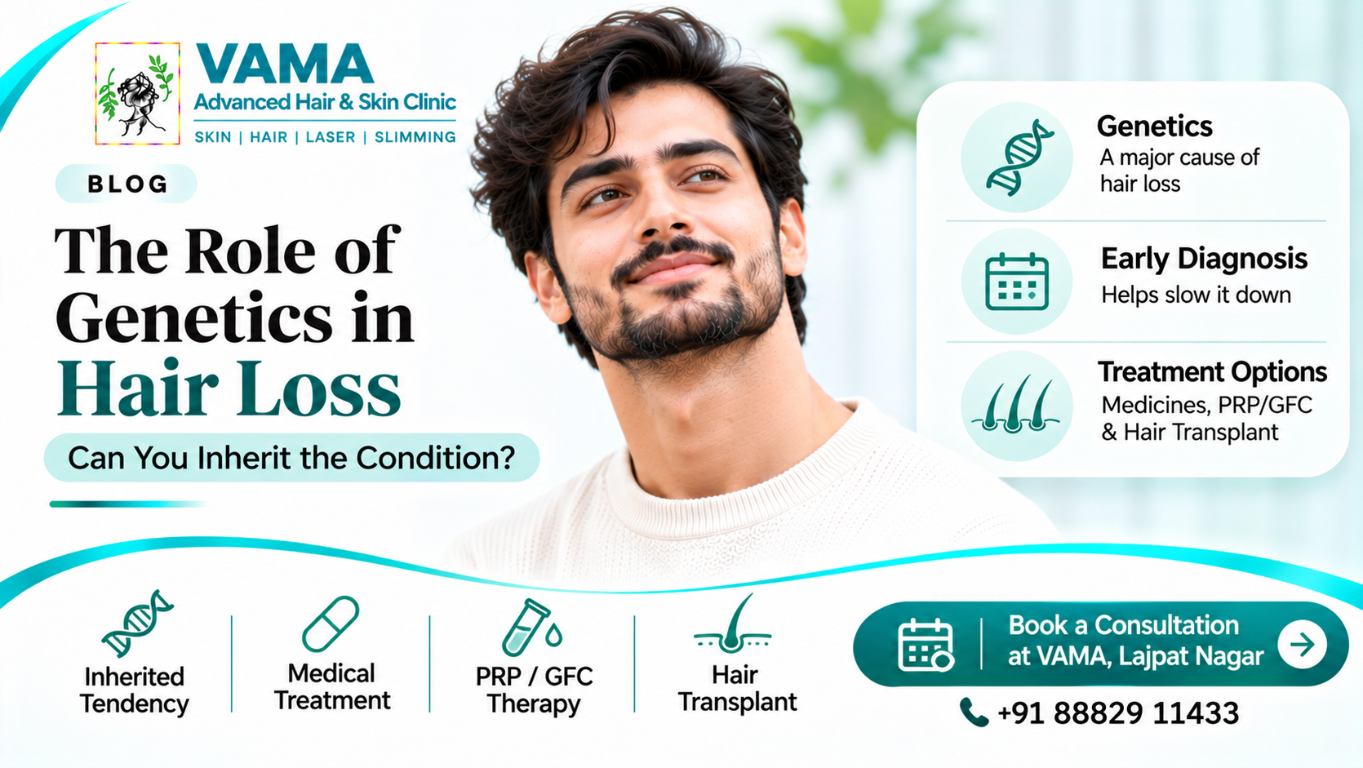 VAMA
Advanced Hair & Skin Clinic
SKIN | HAIR | LASER | SLIMMING
BLOG
The Role of
Genetics in
Hair Loss
Can You Inherit the Condition?
Genetics
A major cause of
hair loss
Early Diagnosis
Helps slow it down
Treatment Options
Medicines, PRP/GFC
& Hair Transplant
Inherited
Tendency
Medical
Treatment
PRP / GFC
Therapy
Hair
Transplant
Book a Consultation
at VAMA, Lajpat Nagar
+91 88829 11433